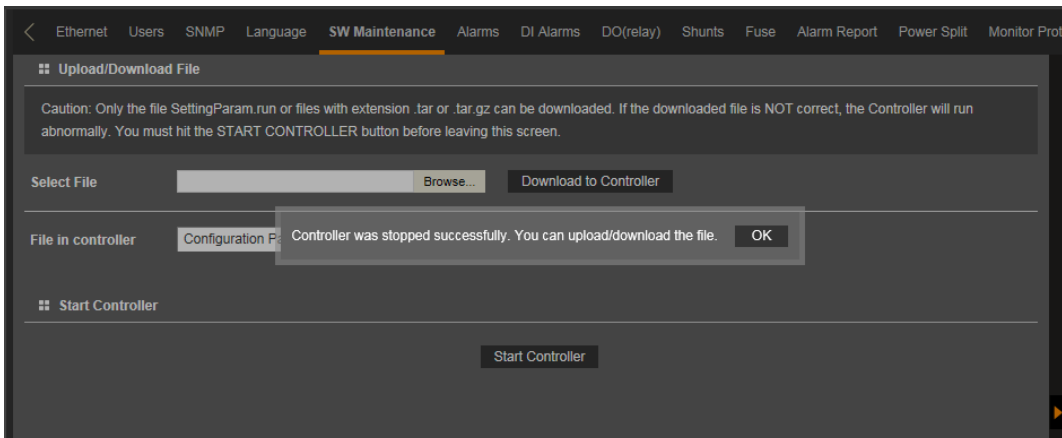 Ethernet Users SNMP Language SW Maintenance Alarms DI Alarms DO(relay) Shunts Fuse Alarm Report Power Split Monitor Prot
Upload/Download File
Caution: Only the file SettingParam.run or files with extension .tar or .tar.gz can be downloaded. If the downloaded file is NOT correct, the Controller will run
abnormally. You must hit the START CONTROLLER button before leaving this screen.
Select File Browse... Download to Controller
File in controller Configuration P
Controller was stopped successfully. You can upload/download the file. OK
Start Controller
Start Controller